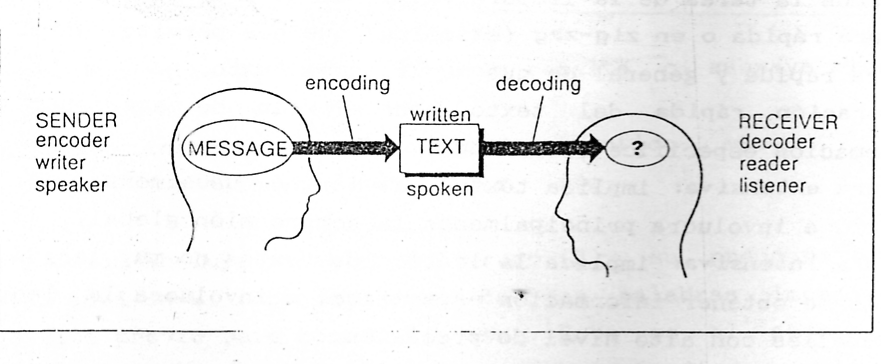 encoding
decoding
written
SENDER
encoder
writer
speaker
MESSAGE
TEXT
?
spoken
RECEIVER
decoder
reader
listener